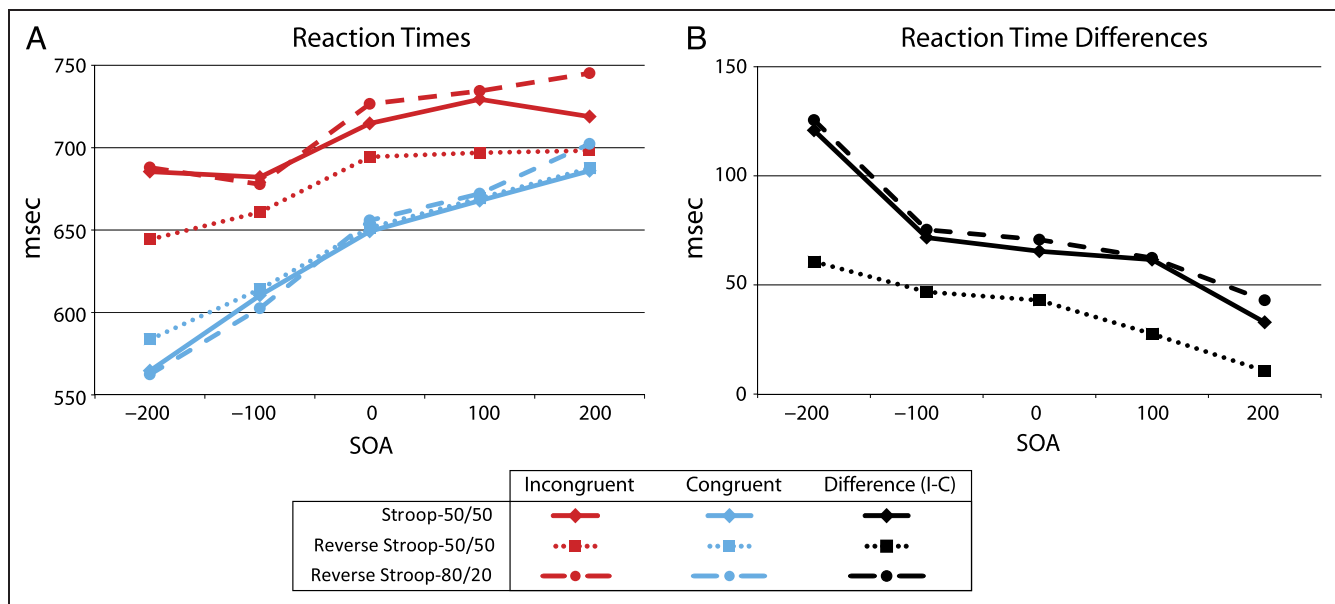 A
Reaction Times
750
700
650
600
550
msec
−200 −100 0 100 200
SOA
B
Reaction Time Differences
150
100
50
0
msec
−200 −100 0 100 200
SOA
Incongruent Congruent Difference (I-C)
Stroop-50/50
Reverse Stroop-50/50
Reverse Stroop-80/20